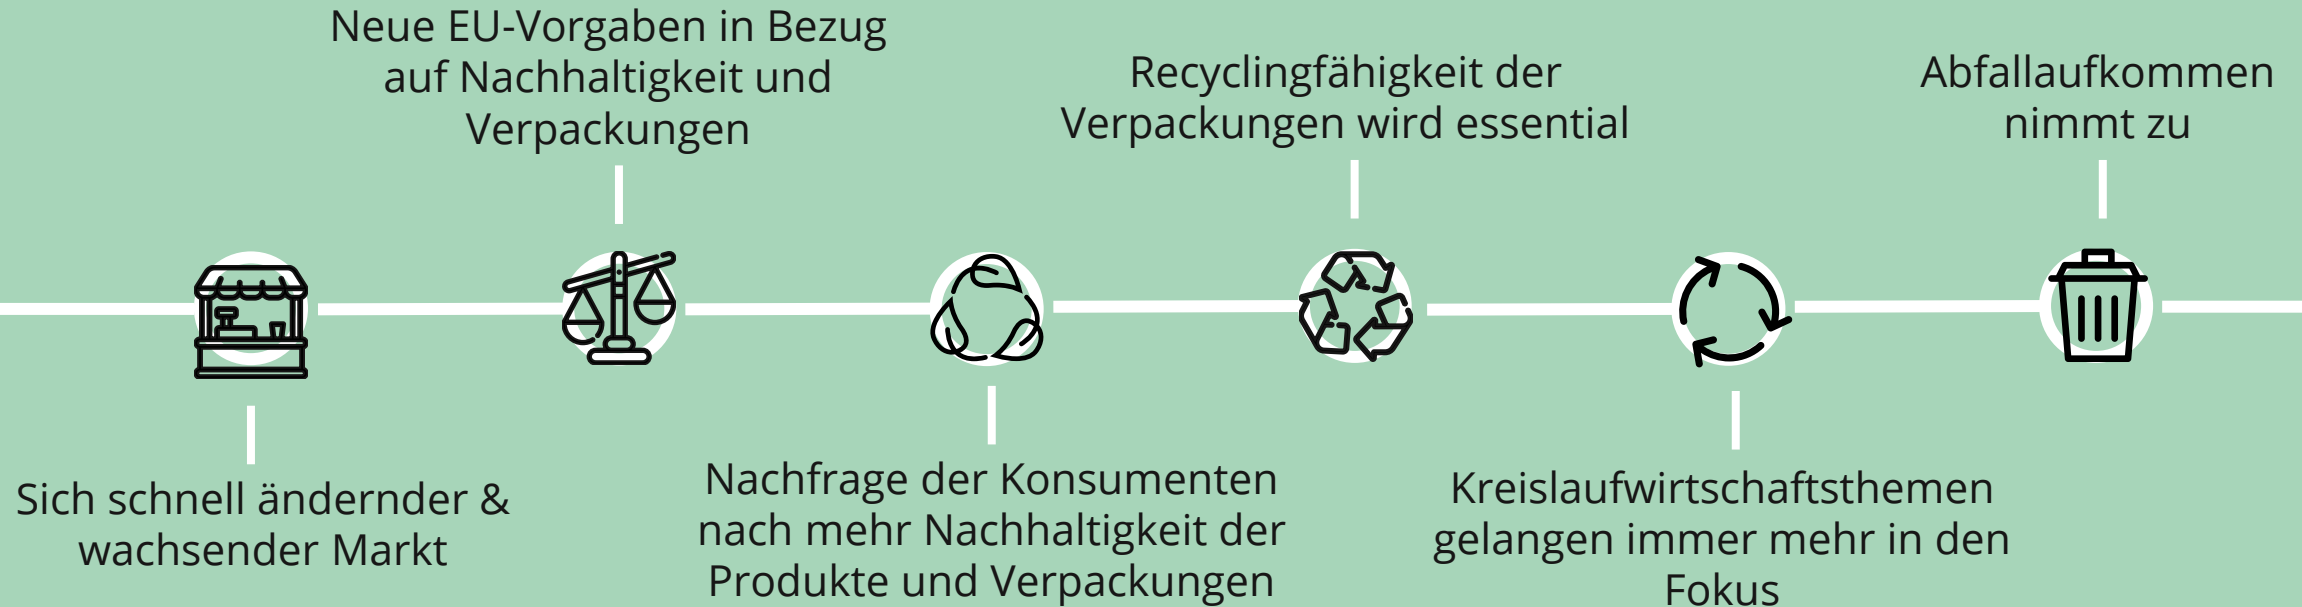 Neue EU-Vorgaben in Bezug
auf Nachhaltigkeit und
Verpackungen
Recyclingfähigkeit der
Verpackungen wird essential
Abfallaufkommen
nimmt zu
Sich schnell ändernder &
wachsender Markt
Nachfrage der Konsumenten
nach mehr Nachhaltigkeit der
Produkte und Verpackungen
Kreislaufwirtschaftsthemen
gelangen immer mehr in den
Fokus